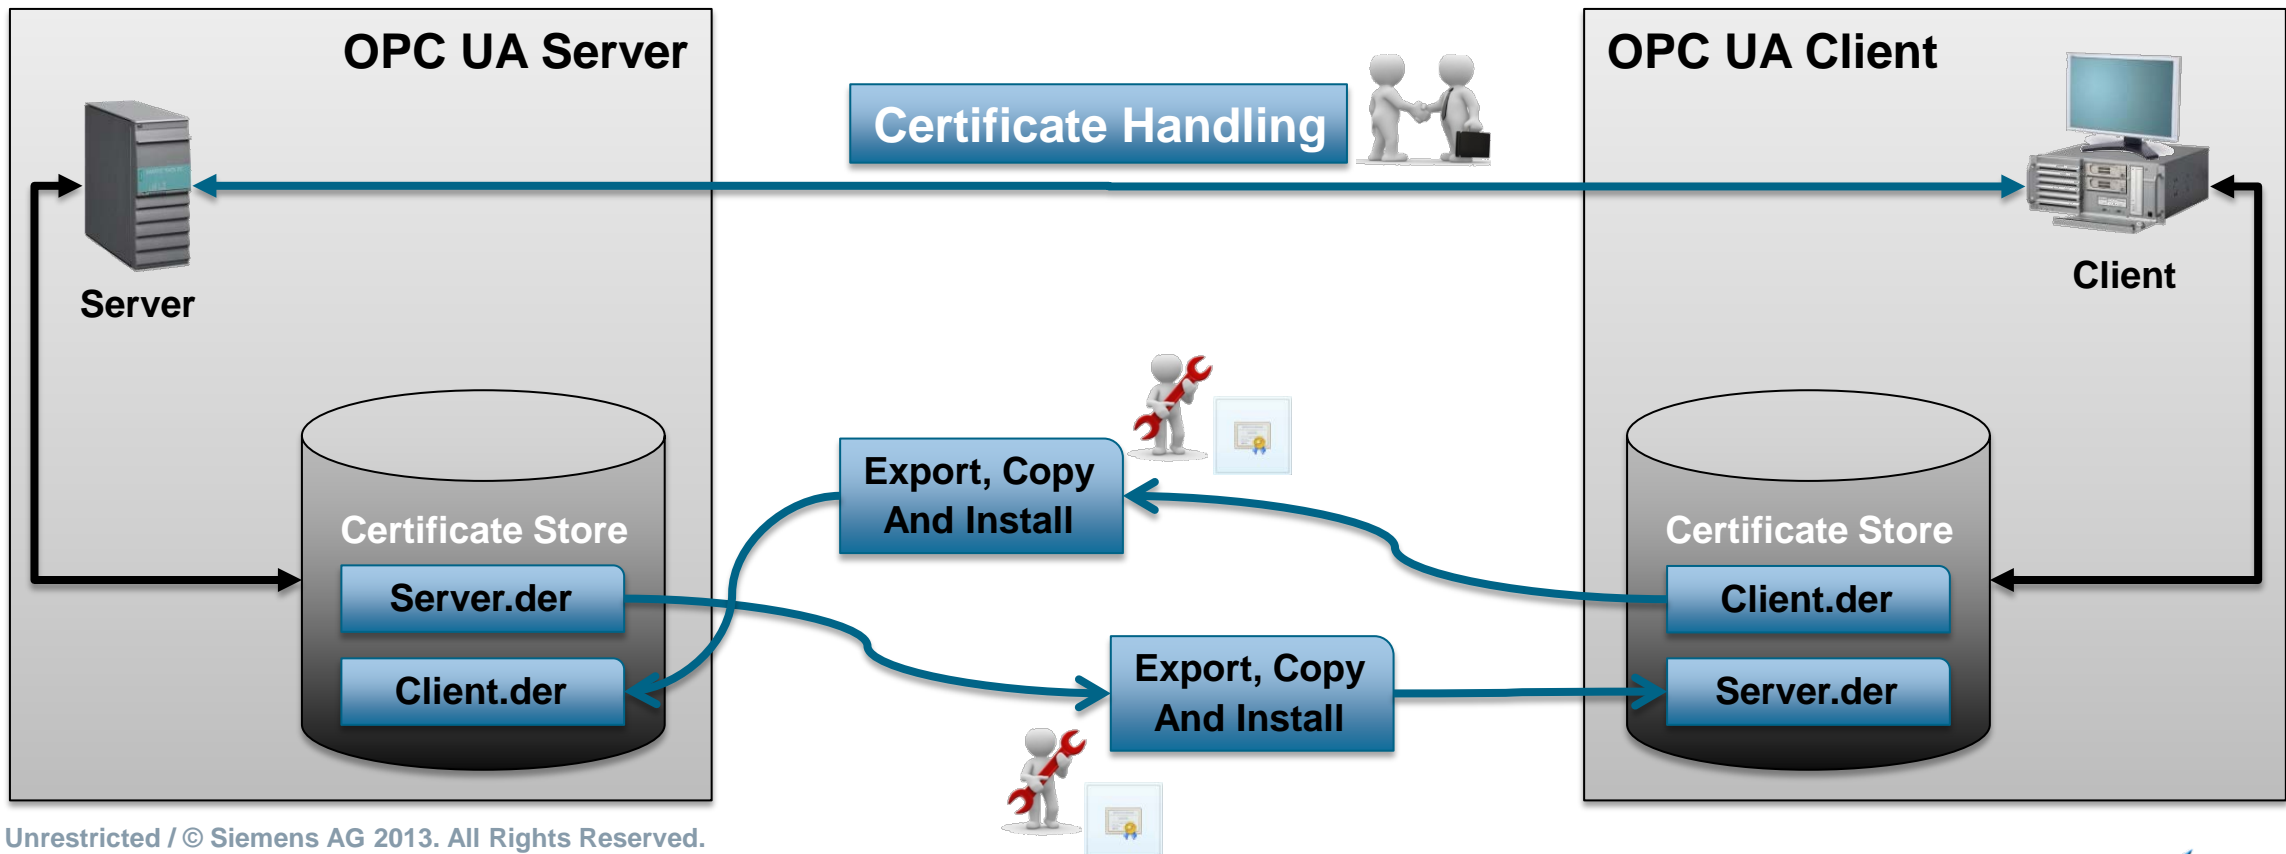 OPC UA Server
OPC UA Client
Certificate Handling
Server
Client
Export, Copy
And Install
Certificate Store
Certificate Store
Server.der
Client.der
Client.der
Server.der
Export, Copy
And Install
Unrestricted / © Siemens AG 2013. All Rights Reserved.